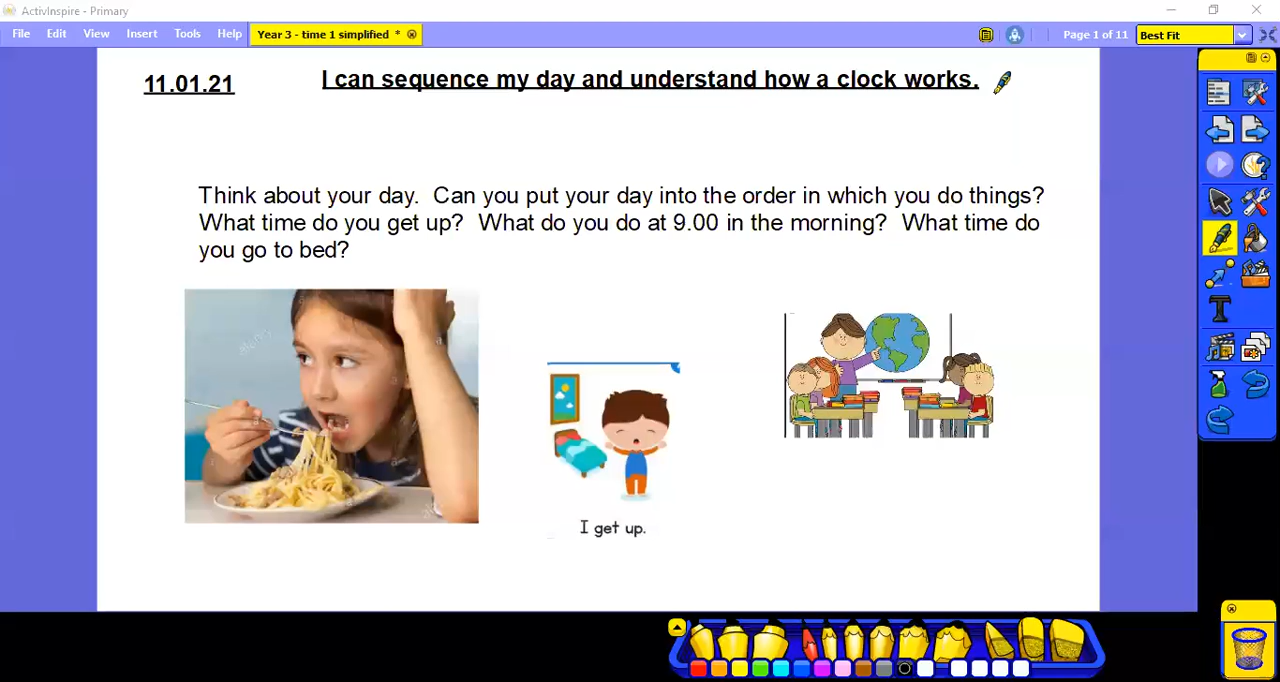 ActivInspire - Primary
File Edit View Insert Tools Help Year 3 - time 1 simplified * Page 1 of 11 Best Fit
11.01.21 I can sequence my day and understand how a clock works.
Think about your day. Can you put your day into the order in which you do things?
What time do you get up? What do you do at 9.00 in the morning? What time do
you go to bed?
I get up.